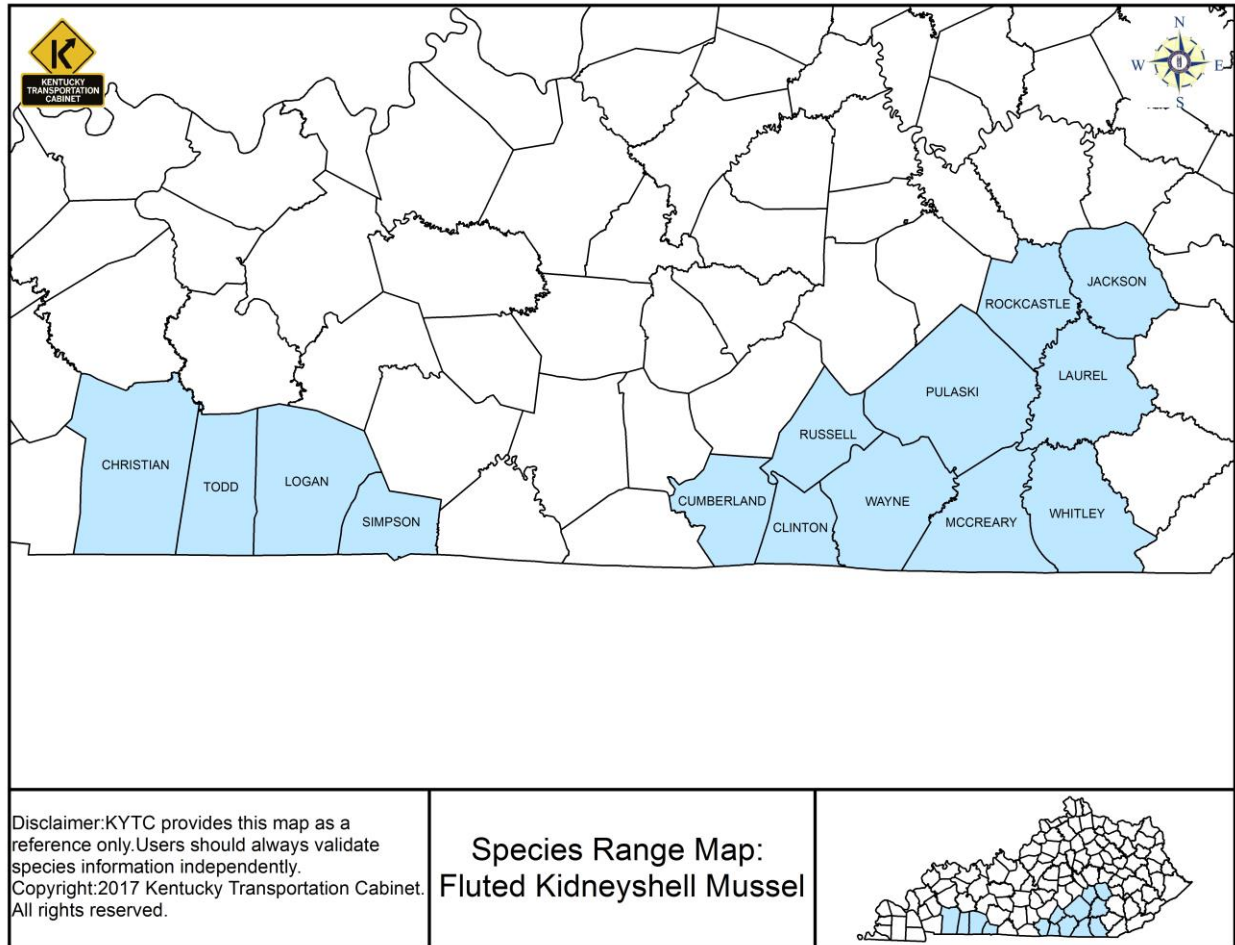 KENTUCKY
TRANSPORTATION
CABINET
N
W
E
S
JACKSON
ROCKCASTLE
LAUREL
PULASKI
RUSSELL
CHRISTIAN
TODD
LOGAN
SIMPSON
CUMBERLAND
CLINTON
WAYNE
MCCREARY
WHITLEY
Disclaimer:KYTC provides this map as a
reference only.Users should always validate
species information independently.
Copyright:2017 Kentucky Transportation Cabinet.
All rights reserved.
Species Range Map:
Fluted Kidneyshell Mussel